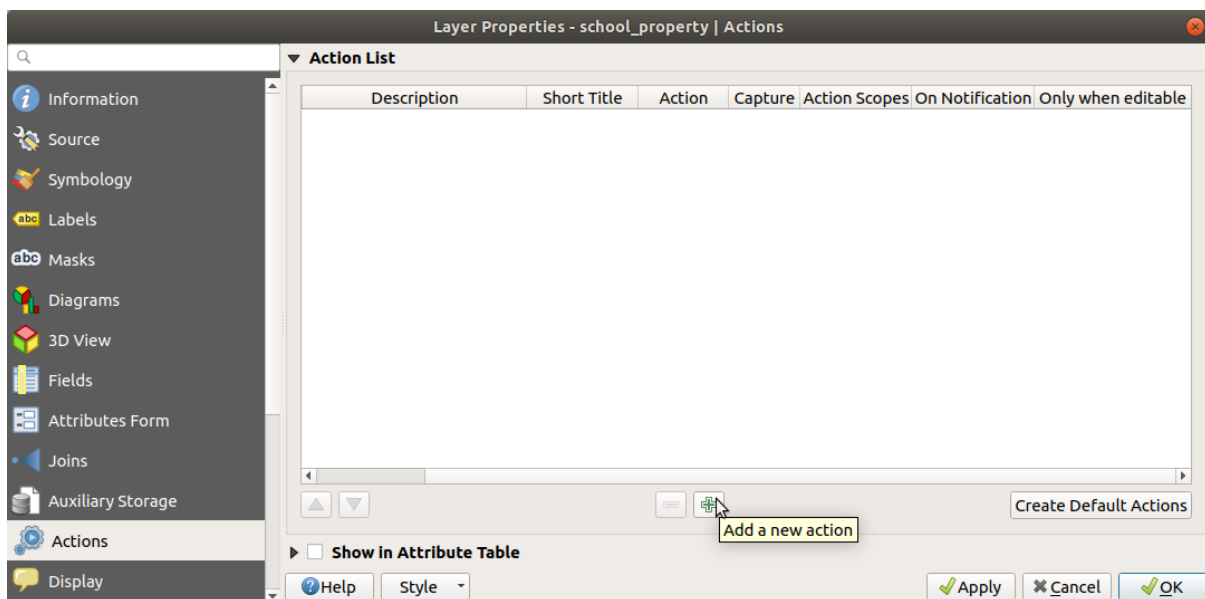 Layer Properties - school_property | Actions
Information
Source
abc Labels
abc Masks
Diagrams
3D View
Fields
Attributes Form
Joins
Auxiliary Storage
Actions
Display
Action List
Description Short Title Action Capture Action Scopes On Notification Only when editable
Create Default Actions
Add a new action
Show in Attribute Table
Help Style Apply Cancel OK